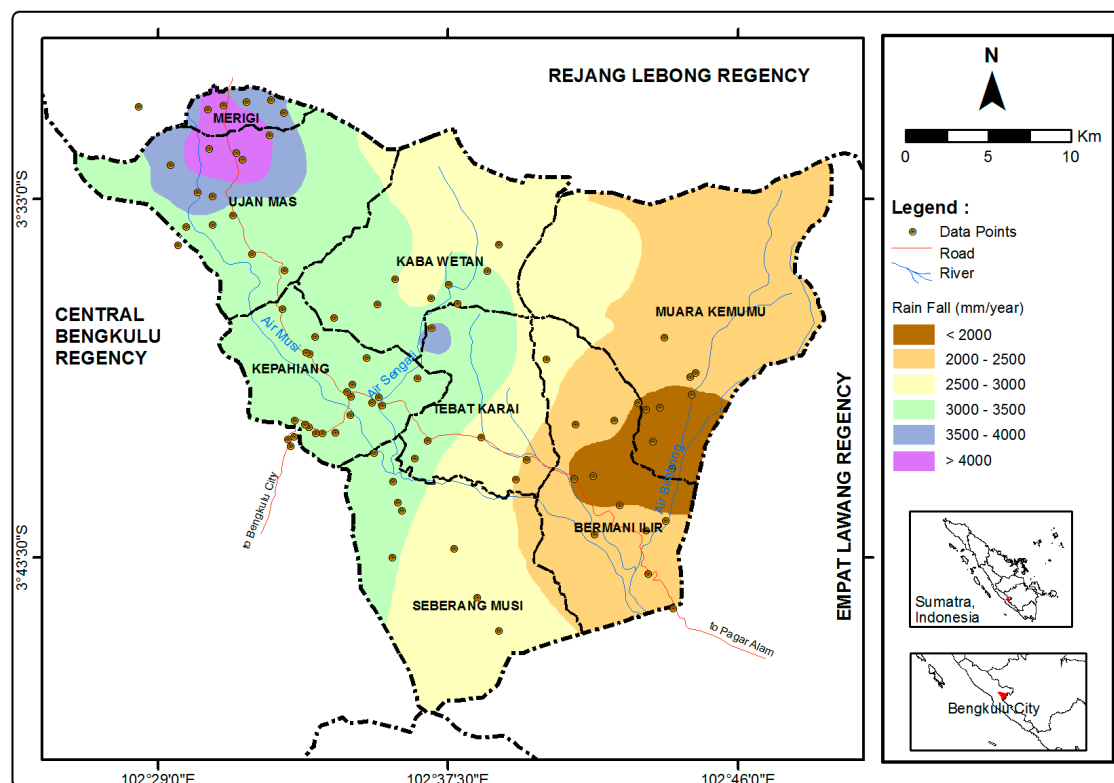 REJANG LEBONG REGENCY
MERIGI
UJAN MAS
KABA WETAN
MUARA KEMUMU
CENTRAL
BENGKULU
REGENCY
Air Musi
KEPAHIANG
Air Sengati
TEBAT KARAI
Air Bintaring
BERMANI ILIR
SEBERANG MUSI
EMPAT LAWANG REGENCY
to Bengkulu City
to Pagar Alam
3°33'0"S
3°43'30"S
102°29'0"E
102°37'30"E
102°46'0"E
N
Km
0 5 10
Legend :
Data Points
Road
River
Rain Fall (mm/year)
< 2000
2000 - 2500
2500 - 3000
3000 - 3500
3500 - 4000
> 4000
Sumatra,
Indonesia
Bengkulu City